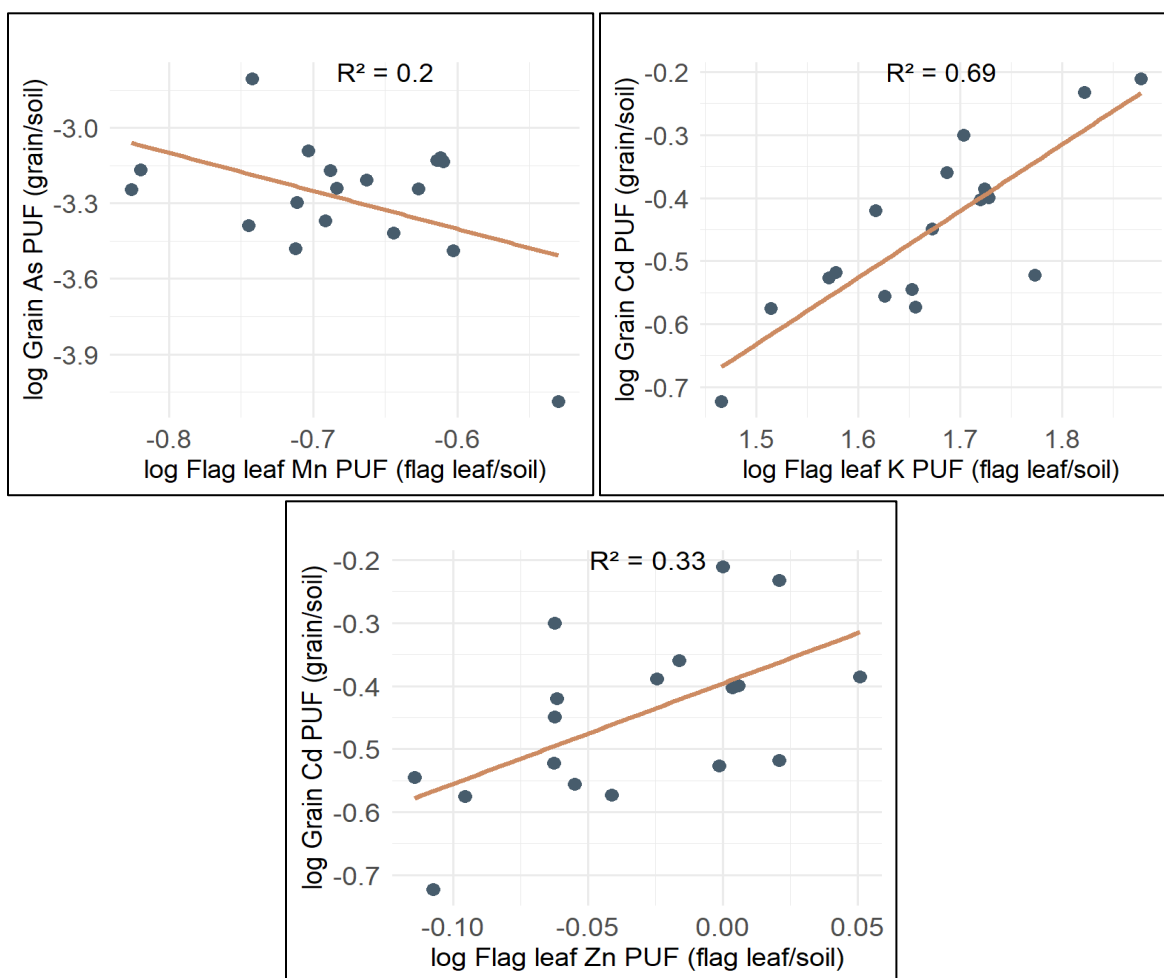 R² = 0.2
log Grain As PUF (grain/soil)
-3.0
-3.3
-3.6
-3.9
-0.8 -0.7 -0.6
log Flag leaf Mn PUF (flag leaf/soil)
R² = 0.69
log Grain Cd PUF (grain/soil)
-0.2
-0.3
-0.4
-0.5
-0.6
-0.7
1.5 1.6 1.7 1.8
log Flag leaf K PUF (flag leaf/soil)
R² = 0.33
log Grain Cd PUF (grain/soil)
-0.2
-0.3
-0.4
-0.5
-0.6
-0.7
-0.10 -0.05 0.00 0.05
log Flag leaf Zn PUF (flag leaf/soil)